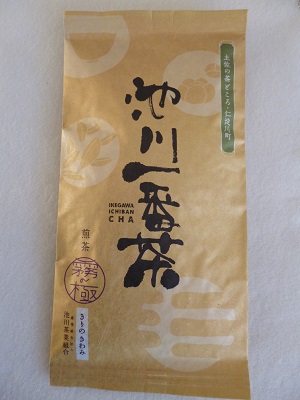 土佐の茶どころ・仁淀川町
池川一番茶
IKEGAWA
ICHIBAN
CHA
煎茶
霧の極
きりのきわみ
池川茶業組合